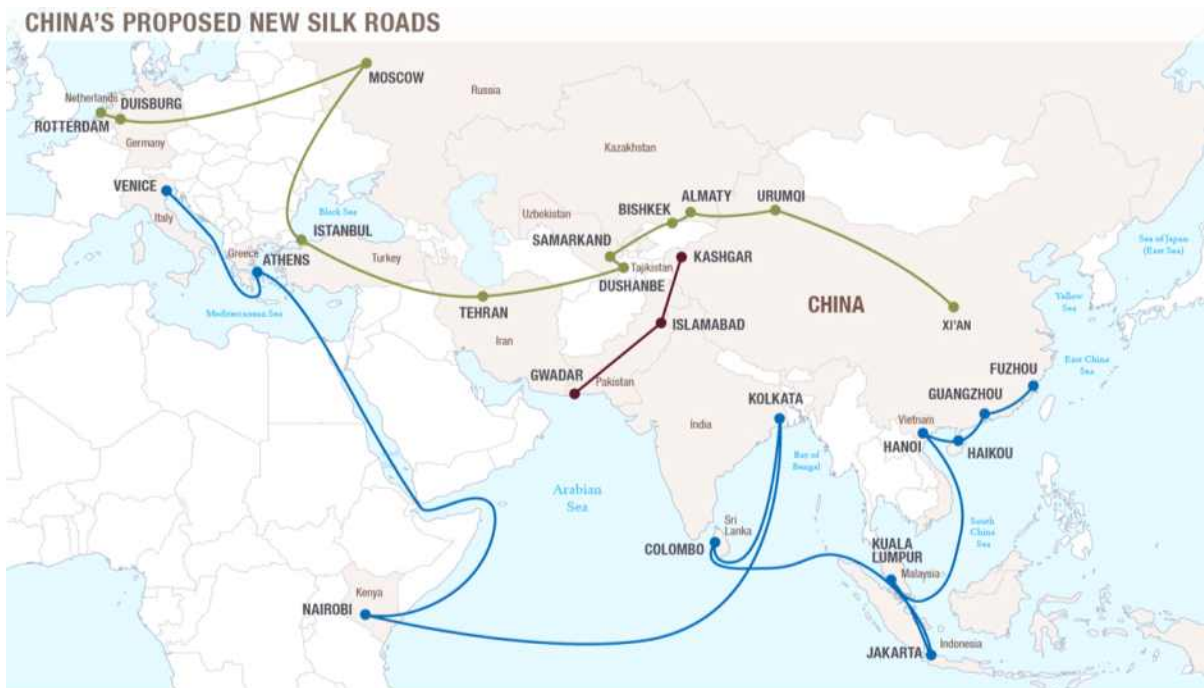 CHINA'S PROPOSED NEW SILK ROADS
MOSCOW
Russia
Netherlands
DUISBURG
ROTTERDAM
Germany
Kazakhstan
VENICE
Italy
Black Sea
ISTANBUL
Uzbekistan
BISHKEK
ALMATY
URUMQI
Sea of Japan
(East Sea)
Greece
ATHENS
Turkey
SAMARKAND
Tajikistan
DUSHANBE
KASHGAR
Mediterranean Sea
TEHRAN
Iran
ISLAMABAD
CHINA
XI'AN
Yellow
Sea
GWADAR
Pakistan
East China
Sea
FUZHOU
GUANGZHOU
KOLKATA
India
Vietnam
HANOI
HAIKOU
Bay of
Bengal
Arabian
Sea
South
China
Sea
Sri
Lanka
COLOMBO
KUALA
LUMPUR
Malaysia
Kenya
NAIROBI
JAKARTA
Indonesia